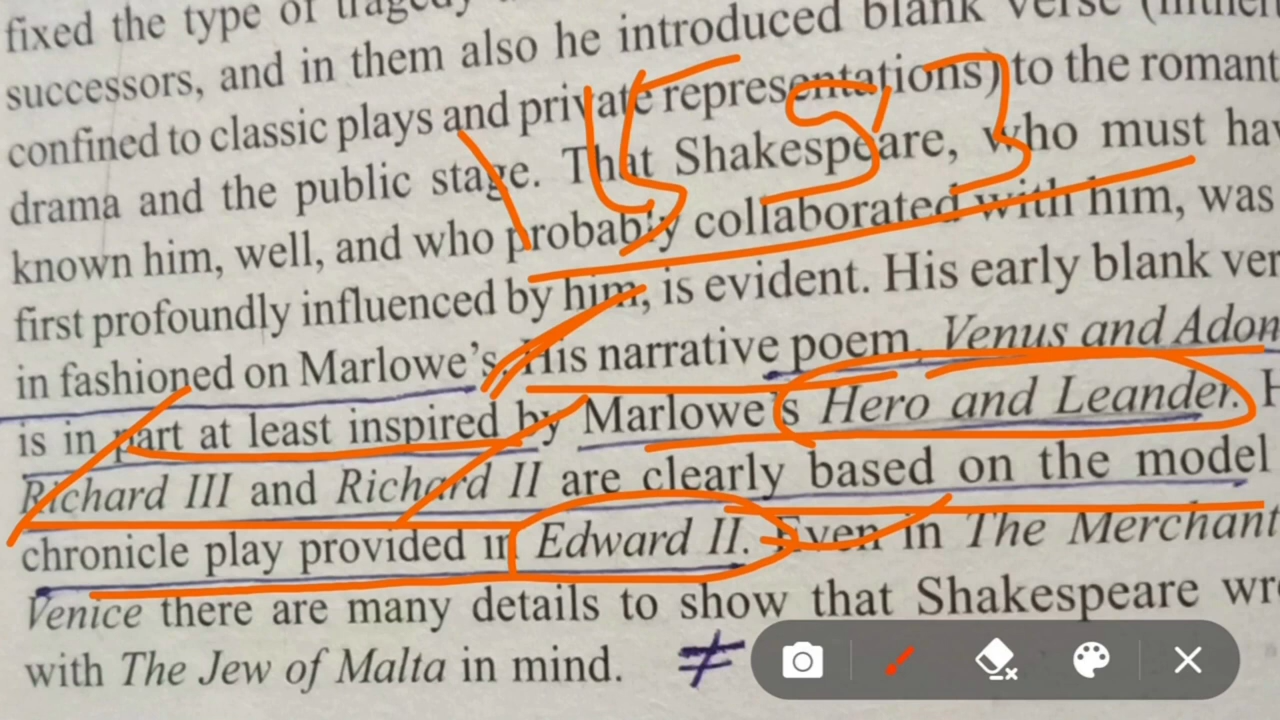 fixed the type of tragedy
successors, and in them also he introduced blank verse
confined to classic plays and private representations) to the romant
drama and the public stage. That Shakespeare, who must hav
known him, well, and who probably collaborated with him, was
first profoundly influenced by him, is evident. His early blank ver
in fashioned on Marlowe's. His narrative poem, Venus and Adon
is in part at least inspired by Marlowe's Hero and Leander. H
Richard III and Richard II are clearly based on the model
chronicle play provided in Edward II. Even in The Merchant
Venice there are many details to show that Shakespeare wr
with The Jew of Malta in mind. ≠